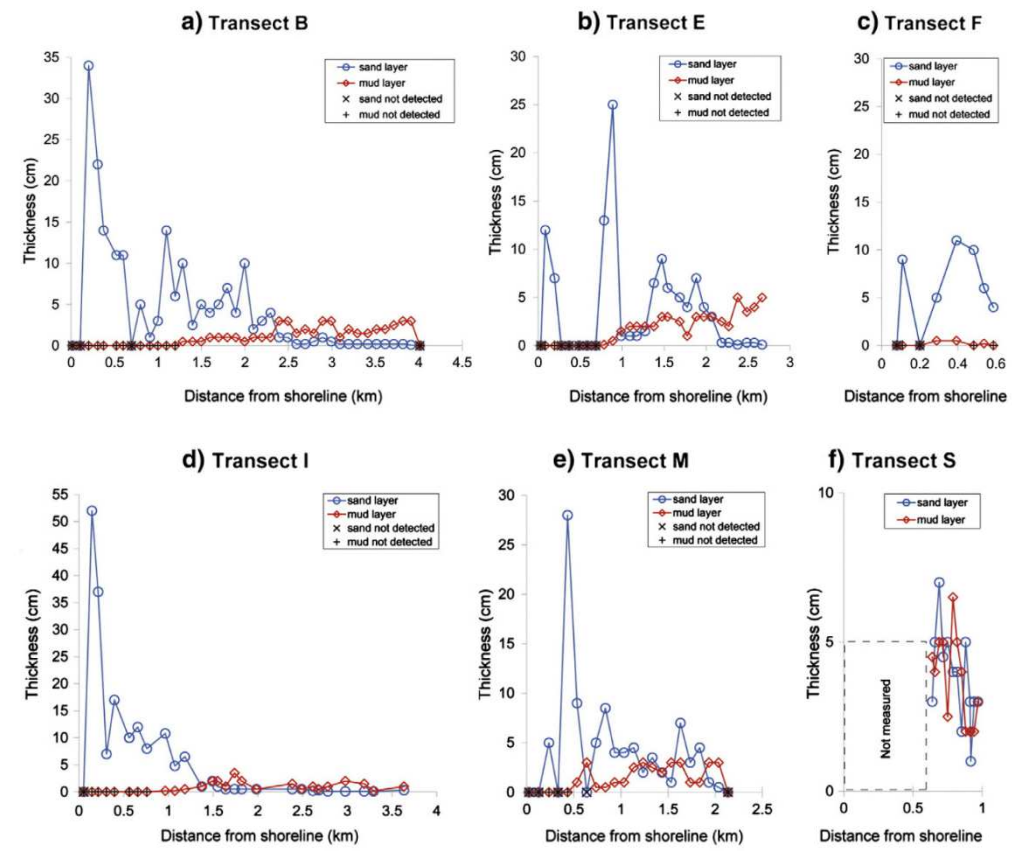 a) Transect B
35
30
25
20
15
10
5
0
Thickness (cm)
sand layer
mud layer
sand not detected
mud not detected
0 0.5 1 1.5 2 2.5 3 3.5 4 4.5
Distance from shoreline (km)
b) Transect E
30
25
20
15
10
5
0
Thickness (cm)
sand layer
mud layer
sand not detected
mud not detected
0 0.5 1 1.5 2 2.5 3
Distance from shoreline (km)
c) Transect F
30
25
20
15
10
5
0
Thickness (cm)
sand layer
mud layer
sand not detected
mud not detected
0 0.2 0.4 0.6
Distance from shoreline
d) Transect I
55
50
45
40
35
30
25
20
15
10
5
0
Thickness (cm)
sand layer
mud layer
sand not detected
mud not detected
0 0.5 1 1.5 2 2.5 3 3.5 4
Distance from shoreline (km)
e) Transect M
30
25
20
15
10
5
0
Thickness (cm)
sand layer
mud layer
sand not detected
mud not detected
0 0.5 1 1.5 2 2.5
Distance from shoreline (km)
f) Transect S
10
5
0
Thickness (cm)
sand layer
mud layer
Not measured
0 0.5 1
Distance from shoreline